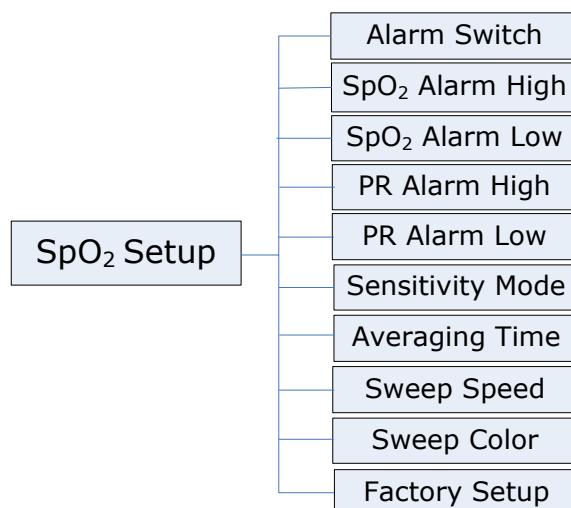 Alarm Switch
SpO₂ Alarm High
SpO₂ Alarm Low
PR Alarm High
PR Alarm Low
SpO₂ Setup
Sensitivity Mode
Averaging Time
Sweep Speed
Sweep Color
Factory Setup